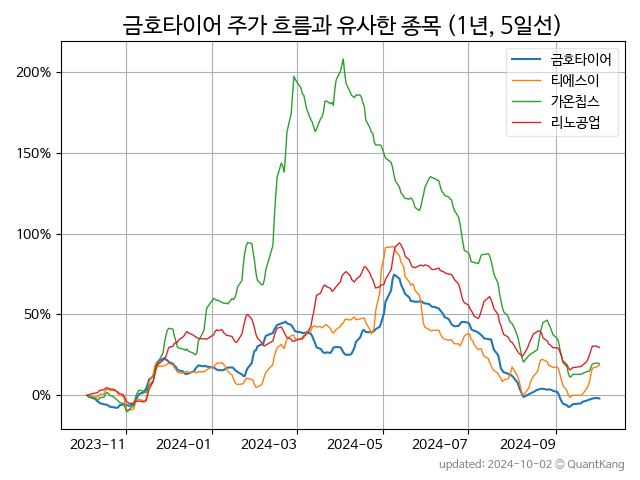 금호타이어 주가 흐름과 유사한 종목 (1년, 5일선)
금호타이어
티에스이
가온칩스
리노공업
200%
150%
100%
50%
0%
2023-11
2024-01
2024-03
2024-05
2024-07
2024-09
updated: 2024-10-02 © QuantKang